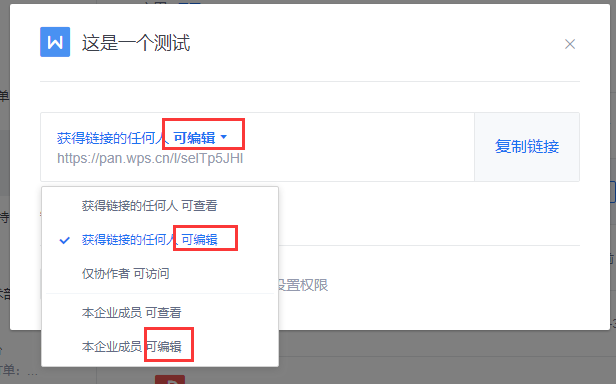 这是一个测试
获得链接的任何人 可编辑
https://pan.wps.cn/l/selTp5JHl
复制链接
获得链接的任何人 可查看
获得链接的任何人 可编辑
仅协作者 可访问
设置权限
本企业成员 可查看
本企业成员 可编辑